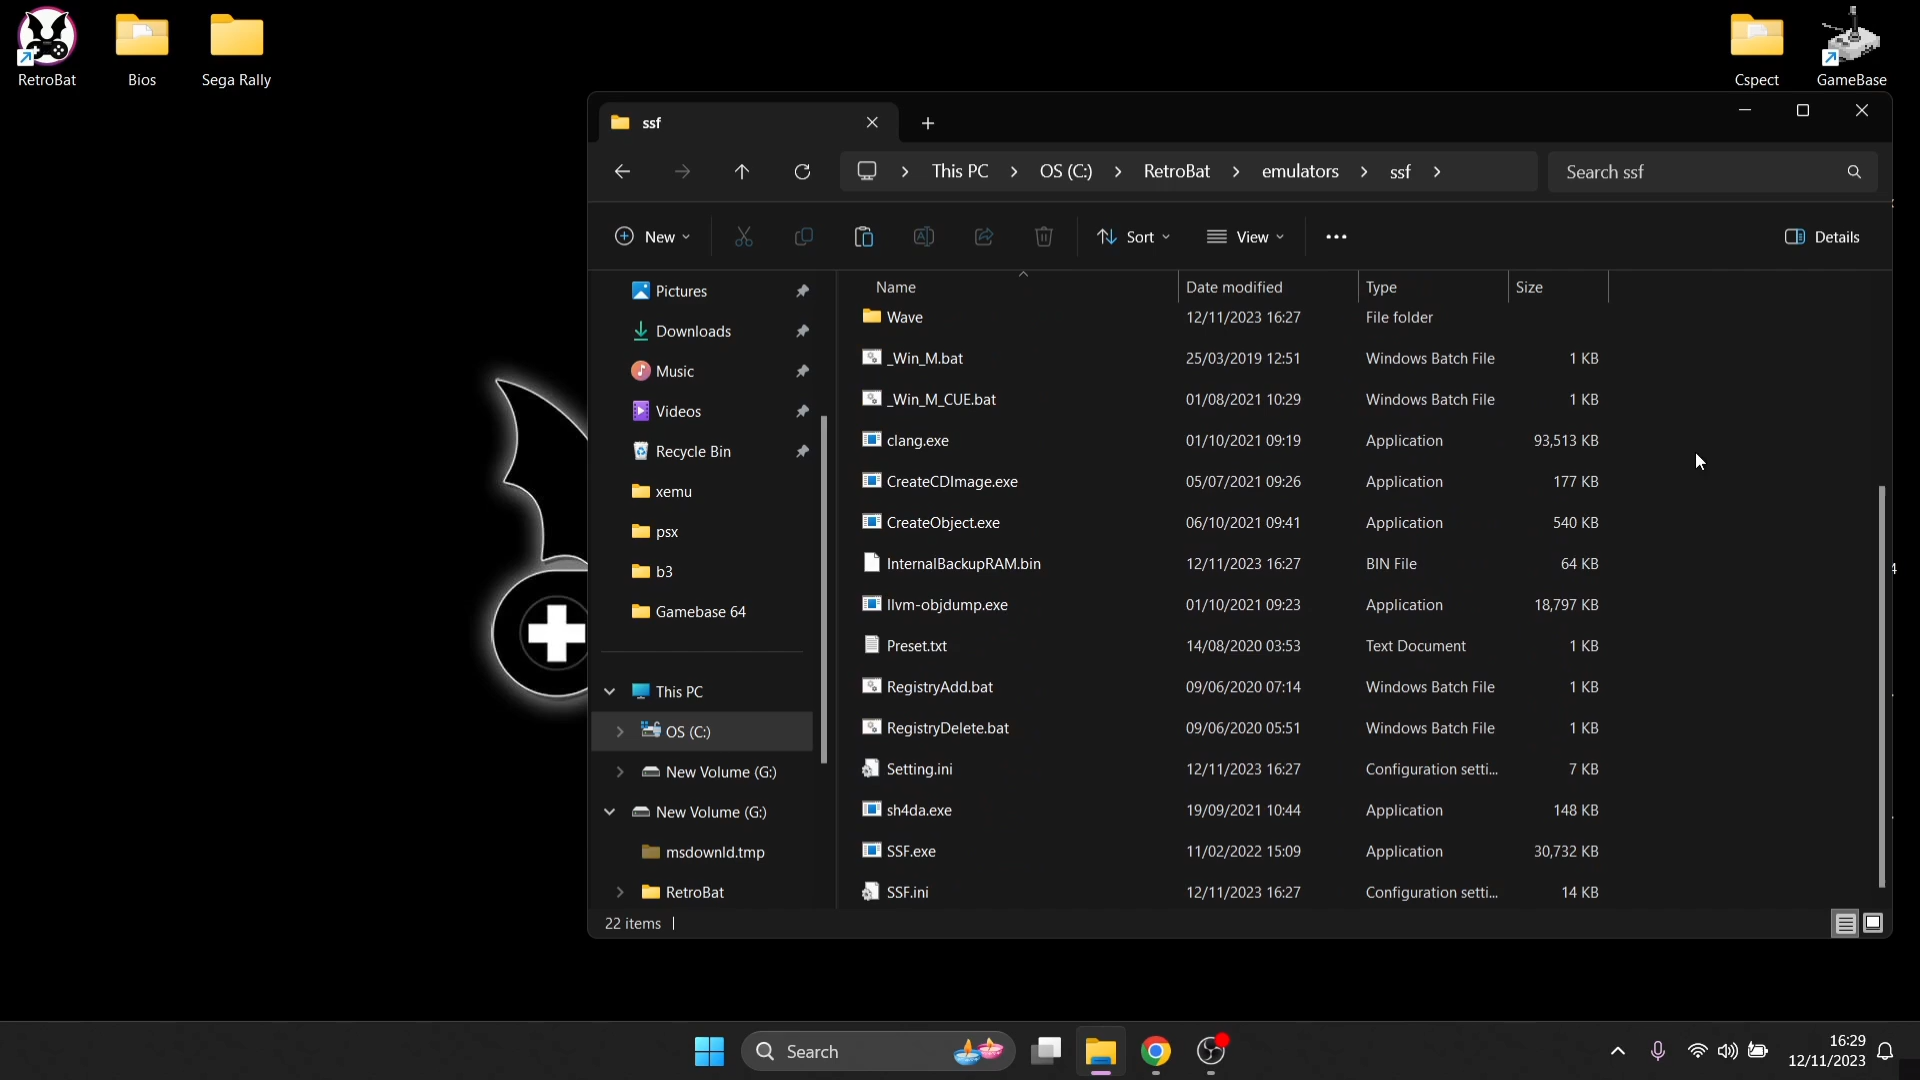 RetroBat
Bios
Sega Rally
Cspect
GameBase
ssf
This PC
OS (C:)
RetroBat
emulators
ssf
Search ssf
New
Sort
View
Details
Pictures
Downloads
Music
Videos
Recycle Bin
xemu
psx
b3
Gamebase 64
This PC
OS (C:)
New Volume (G:)
New Volume (G:)
msdownld.tmp
RetroBat
Name Date modified Type Size
Wave 12/11/2023 16:27 File folder
_Win_M.bat 25/03/2019 12:51 Windows Batch File 1 KB
_Win_M_CUE.bat 01/08/2021 10:29 Windows Batch File 1 KB
clang.exe 01/10/2021 09:19 Application 93,513 KB
CreateCDImage.exe 05/07/2021 09:26 Application 177 KB
CreateObject.exe 06/10/2021 09:41 Application 540 KB
InternalBackupRAM.bin 12/11/2023 16:27 BIN File 64 KB
llvm-objdump.exe 01/10/2021 09:23 Application 18,797 KB
Preset.txt 14/08/2020 03:53 Text Document 1 KB
RegistryAdd.bat 09/06/2020 07:14 Windows Batch File 1 KB
RegistryDelete.bat 09/06/2020 05:51 Windows Batch File 1 KB
Setting.ini 12/11/2023 16:27 Configuration setti... 7 KB
sh4da.exe 19/09/2021 10:44 Application 148 KB
SSF.exe 11/02/2022 15:09 Application 30,732 KB
SSF.ini 12/11/2023 16:27 Configuration setti... 14 KB
22 items
Search
16:29
12/11/2023